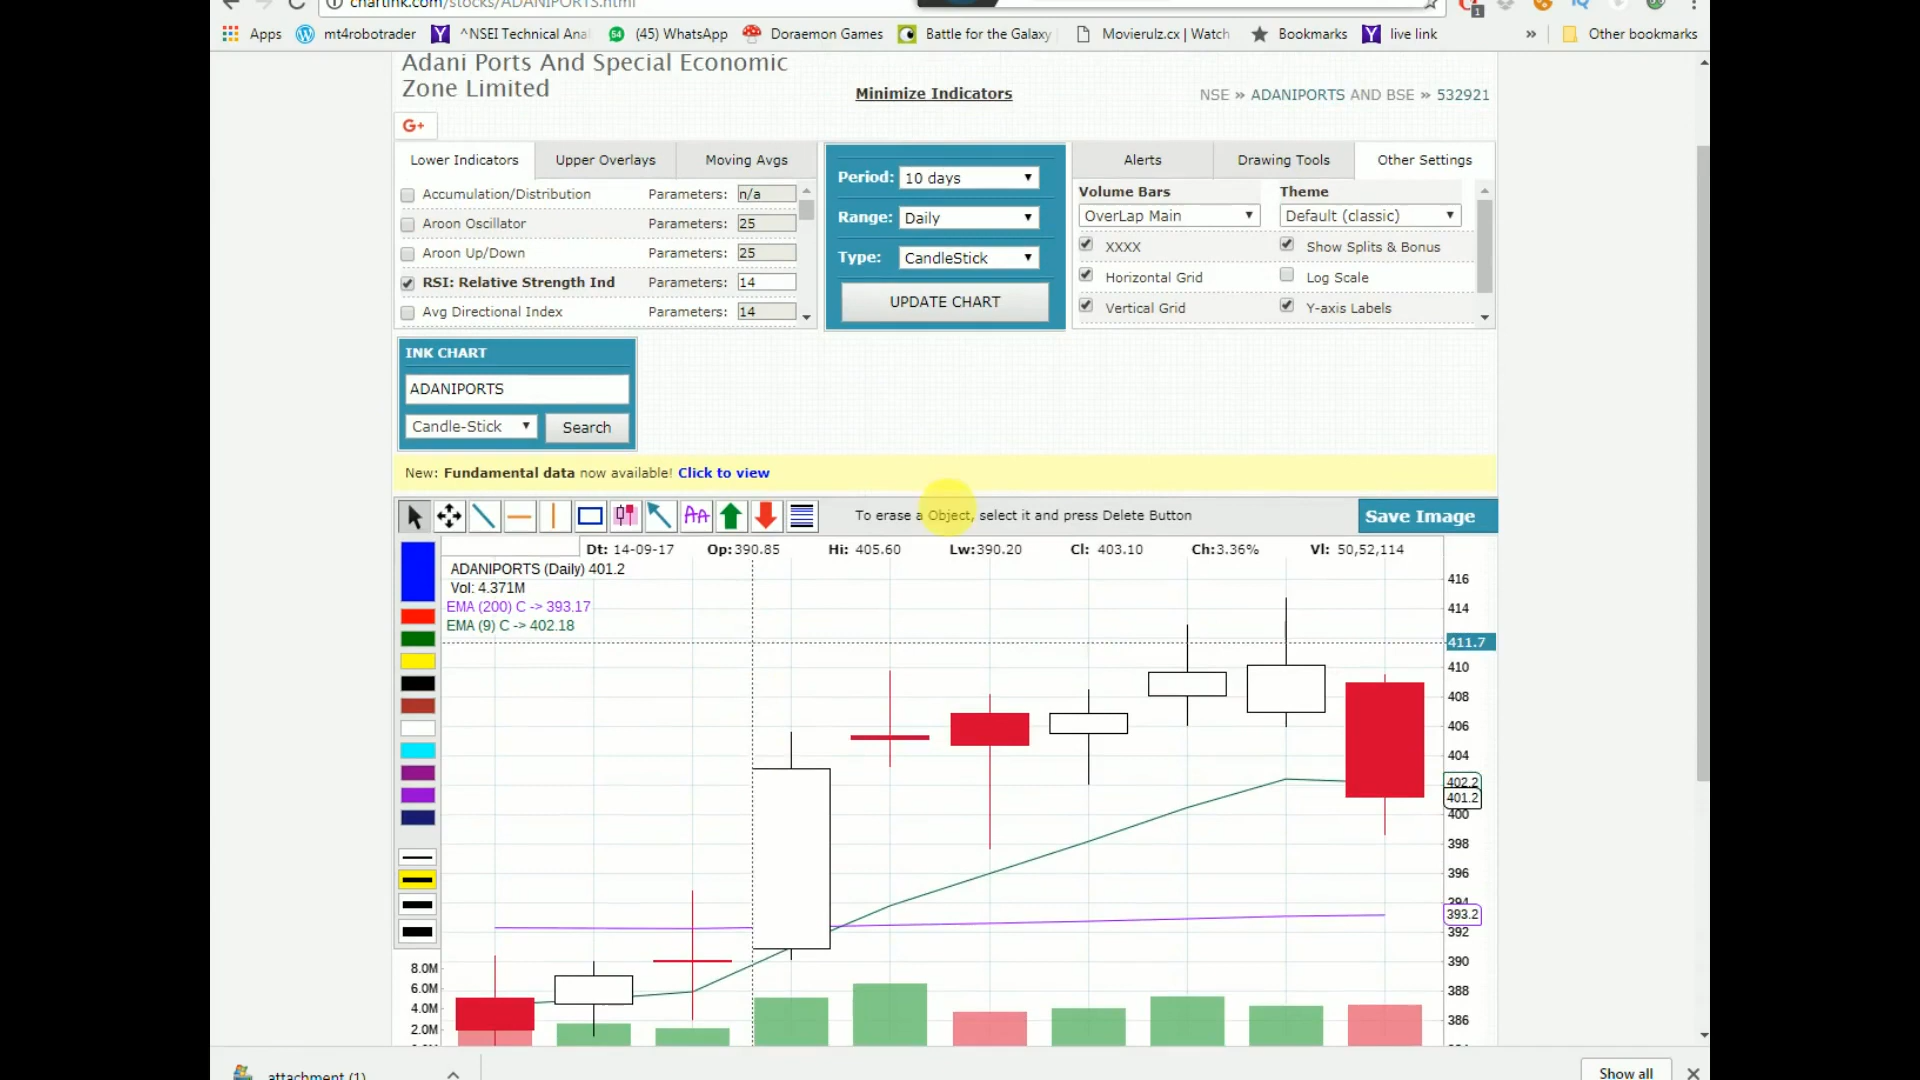 chartink.com/stocks/ADANIPORTS.html
1
Apps
mt4robotrader
^NSEI Technical Ana
(45) WhatsApp
Doraemon Games
Battle for the Galaxy
Movierulz.cx | Watch
Bookmarks
live link
»
Other bookmarks
Adani Ports And Special Economic
Zone Limited
Minimize Indicators
NSE » ADANIPORTS AND BSE » 532921
G+
Lower Indicators
Upper Overlays
Moving Avgs
Accumulation/Distribution Parameters: n/a
Aroon Oscillator Parameters: 25
Aroon Up/Down Parameters: 25
RSI: Relative Strength Ind Parameters: 14
Avg Directional Index Parameters: 14
Period: 10 days
Range: Daily
Type: CandleStick
UPDATE CHART
Alerts
Drawing Tools
Other Settings
Volume Bars
Theme
OverLap Main
Default (classic)
XXXX
Show Splits & Bonus
Horizontal Grid
Log Scale
Vertical Grid
Y-axis Labels
INK CHART
ADANIPORTS
Candle-Stick
Search
New: Fundamental data now available! Click to view
AA
To erase a Object, select it and press Delete Button
Save Image
Dt: 14-09-17 Op:390.85 Hi: 405.60 Lw:390.20 Cl: 403.10 Ch:3.36% Vl: 50,52,114
ADANIPORTS (Daily) 401.2
Vol: 4.371M
EMA (200) C -> 393.17
EMA (9) C -> 402.18
416
414
411.7
410
408
406
404
402.2
401.2
400
398
396
394
393.2
392
390
388
386
8.0M
6.0M
4.0M
2.0M
attachment (1)
Show all